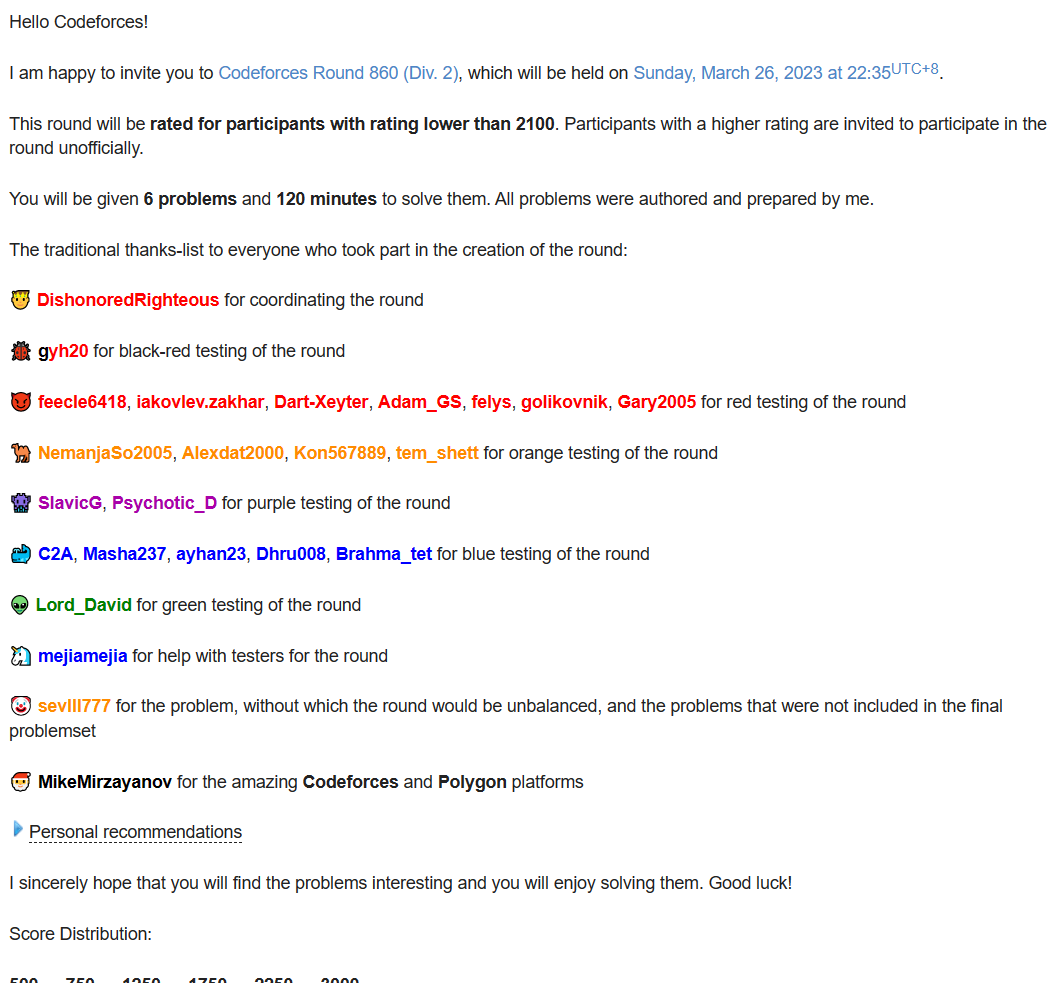 Hello Codeforces!
I am happy to invite you to Codeforces Round 860 (Div. 2), which will be held on Sunday, March 26, 2023 at 22:35UTC+8.
This round will be rated for participants with rating lower than 2100. Participants with a higher rating are invited to participate in the
round unofficially.
You will be given 6 problems and 120 minutes to solve them. All problems were authored and prepared by me.
The traditional thanks-list to everyone who took part in the creation of the round:
DishonoredRighteous for coordinating the round
gyh20 for black-red testing of the round
feecle6418, iakovlev.zakhar, Dart-Xeyter, Adam_GS, felys, golikovnik, Gary2005 for red testing of the round
NemanjaSo2005, Alexdat2000, Kon567889, tem_shett for orange testing of the round
SlavicG, Psychotic_D for purple testing of the round
C2A, Masha237, ayhan23, Dhru008, Brahma_tet for blue testing of the round
Lord_David for green testing of the round
mejiamejia for help with testers for the round
sevlll777 for the problem, without which the round would be unbalanced, and the problems that were not included in the final
problemset
MikeMirzayanov for the amazing Codeforces and Polygon platforms
Personal recommendations
I sincerely hope that you will find the problems interesting and you will enjoy solving them. Good luck!
Score Distribution:
500 — 750 — 1250 — 1750 — 2250 — 3000